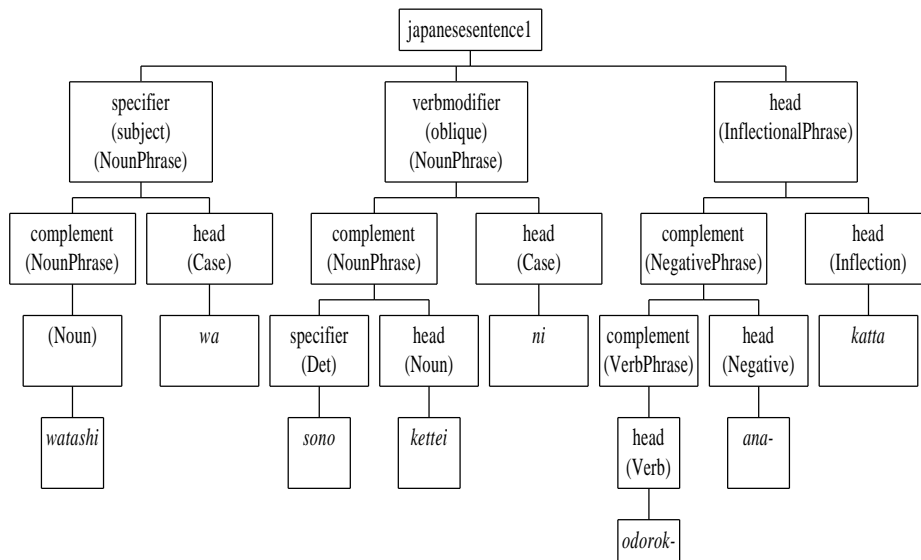 japanesesentence1
specifier
(subject)
(NounPhrase)
verbmodifier
(oblique)
(NounPhrase)
head
(InflectionalPhrase)
complement
(NounPhrase)
head
(Case)
complement
(NounPhrase)
head
(Case)
complement
(NegativePhrase)
head
(Inflection)
(Noun)
wa
specifier
(Det)
head
(Noun)
ni
complement
(VerbPhrase)
head
(Negative)
katta
watashi
sono
kettei
head
(Verb)
ana-
odorok-